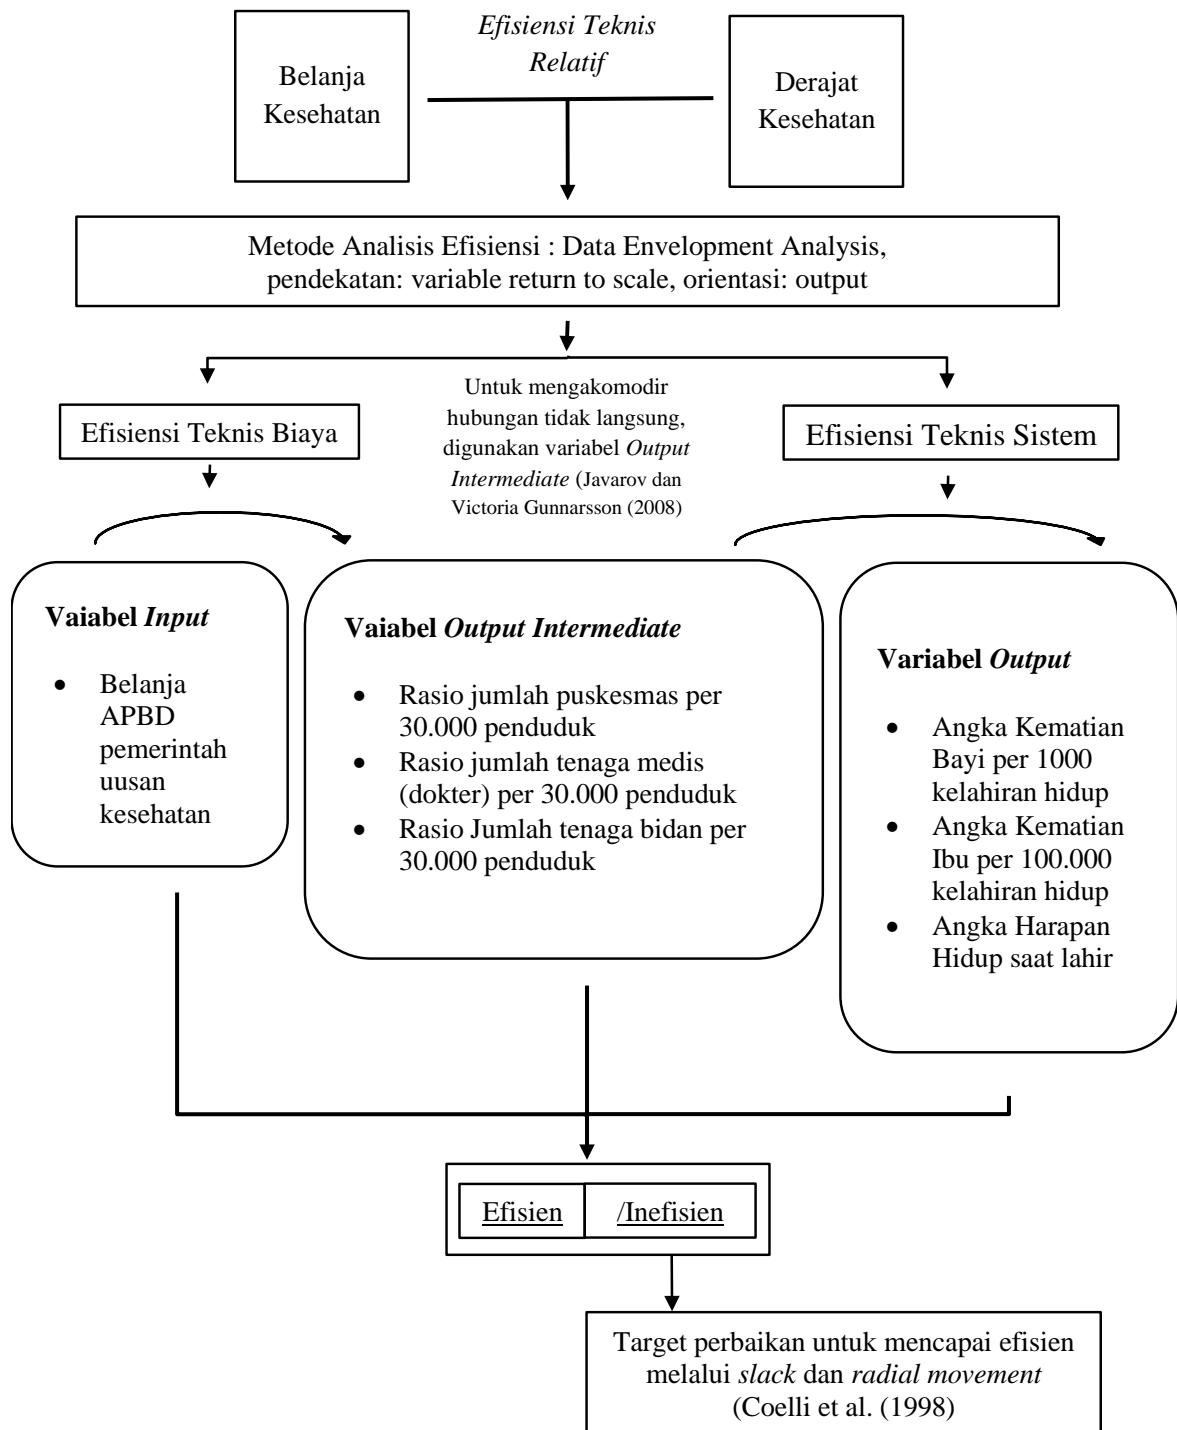 Efisiensi Teknis
Relatif
Belanja
Kesehatan
Derajat
Kesehatan
Metode Analisis Efisiensi : Data Envelopment Analysis,
pendekatan: variable return to scale, orientasi: output
Efisiensi Teknis Biaya
Untuk mengakomodir
hubungan tidak langsung,
digunakan variabel Output
Intermediate (Javarov dan
Victoria Gunnarsson (2008)
Efisiensi Teknis Sistem
Vaiabel Input
• Belanja
APBD
pemerintah
uusan
kesehatan
Vaiabel Output Intermediate
• Rasio jumlah puskesmas per
30.000 penduduk
• Rasio jumlah tenaga medis
(dokter) per 30.000 penduduk
• Rasio Jumlah tenaga bidan per
30.000 penduduk
Variabel Output
• Angka Kematian
Bayi per 1000
kelahiran hidup
• Angka Kematian
Ibu per 100.000
kelahiran hidup
• Angka Harapan
Hidup saat lahir
Efisien /Inefisien
Target perbaikan untuk mencapai efisien
melalui slack dan radial movement
(Coelli et al. (1998)